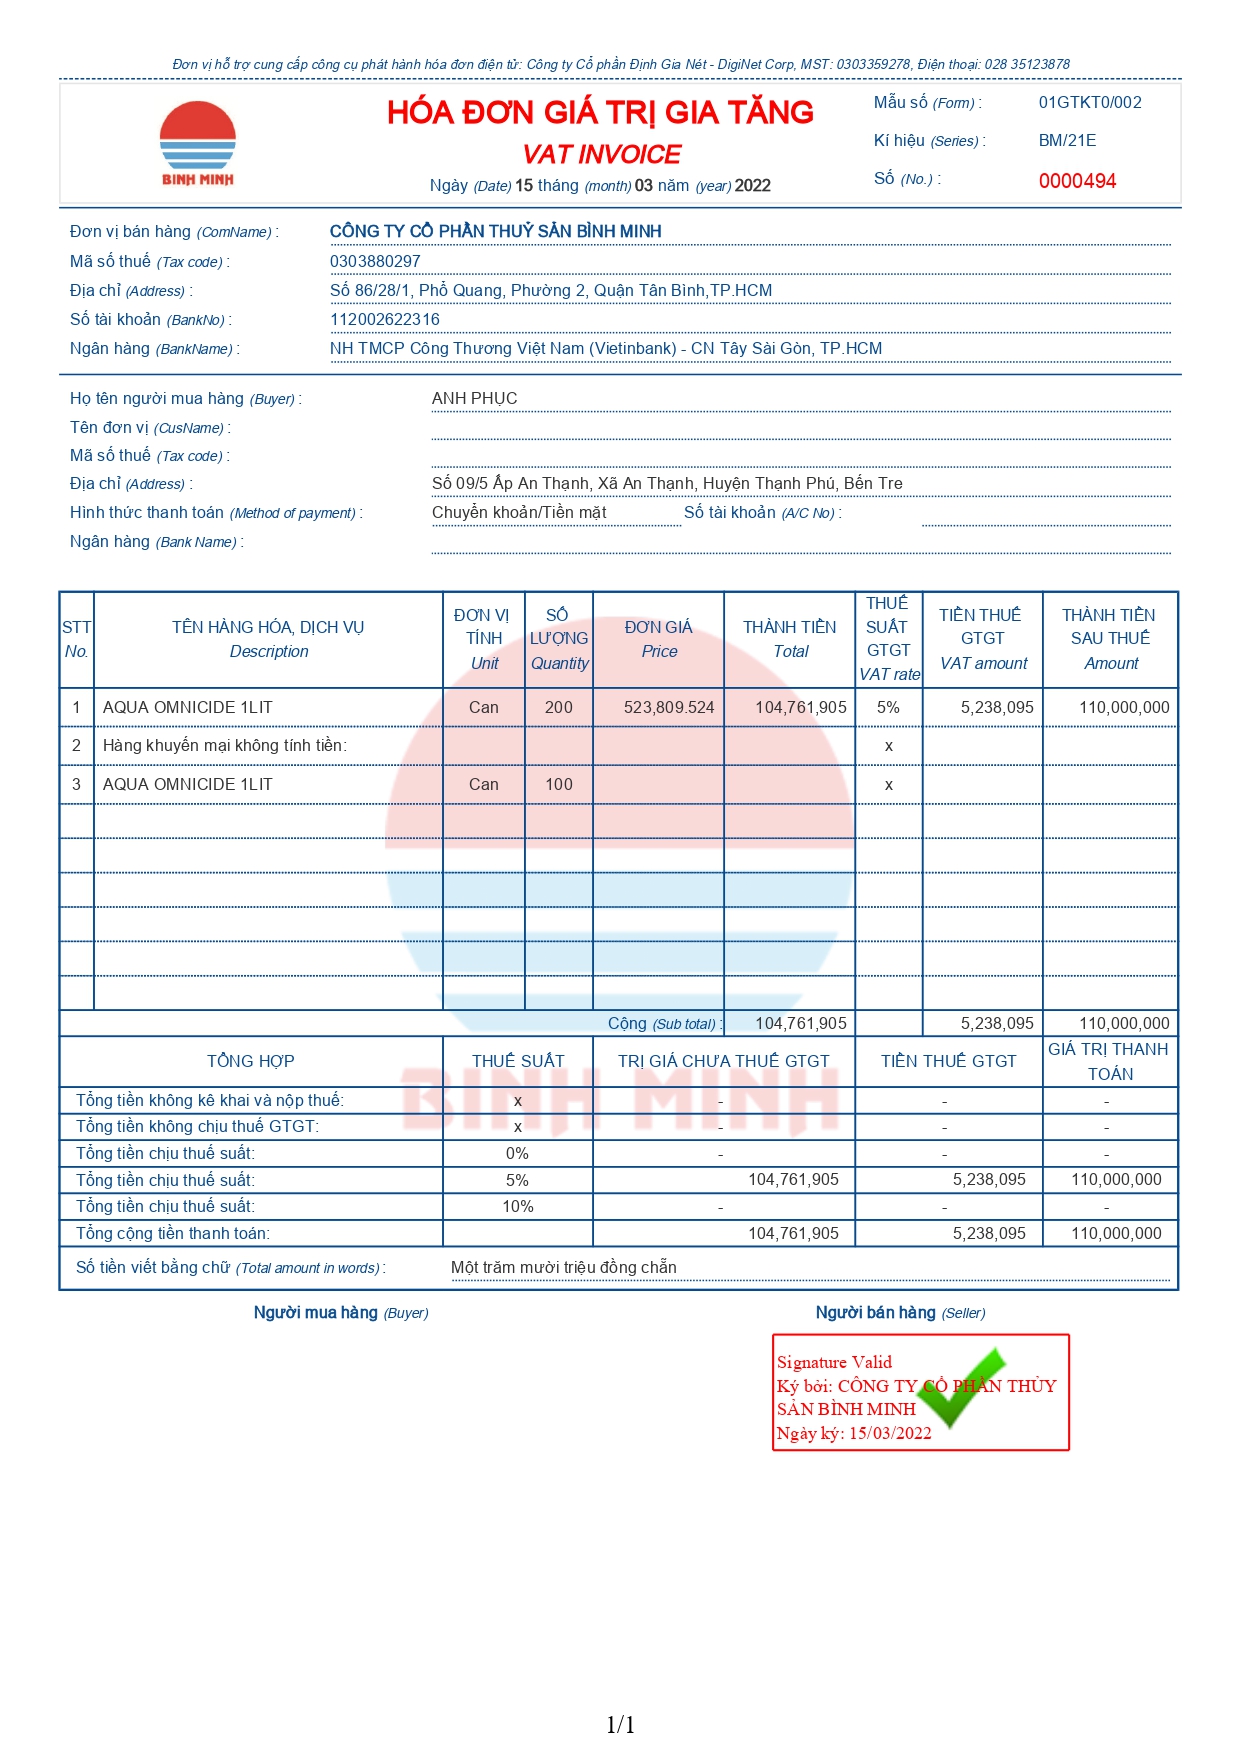 Đơn vị hỗ trợ cung cấp công cụ phát hành hóa đơn điện tử: Công ty Cổ phần Định Gia Nét - DigiNet Corp, MST: 0303359278, Điện thoại: 028 35123878
BINH MINH
HÓA ĐƠN GIÁ TRỊ GIA TĂNG
VAT INVOICE
Ngày (Date) 15 tháng (month) 03 năm (year) 2022
Mẫu số (Form) : 01GTKT0/002
Kí hiệu (Series) : BM/21E
Số (No.) : 0000494
Đơn vị bán hàng (ComName) : CÔNG TY CỔ PHẦN THUỶ SẢN BÌNH MINH
Mã số thuế (Tax code) : 0303880297
Địa chỉ (Address) : Số 86/28/1, Phổ Quang, Phường 2, Quận Tân Bình,TP.HCM
Số tài khoản (BankNo) : 112002622316
Ngân hàng (BankName) : NH TMCP Công Thương Việt Nam (Vietinbank) - CN Tây Sài Gòn, TP.HCM
Họ tên người mua hàng (Buyer) : ANH PHỤC
Tên đơn vị (CusName) :
Mã số thuế (Tax code) :
Địa chỉ (Address) : Số 09/5 Ấp An Thạnh, Xã An Thạnh, Huyện Thạnh Phú, Bến Tre
Hình thức thanh toán (Method of payment) : Chuyển khoản/Tiền mặt Số tài khoản (A/C No) :
Ngân hàng (Bank Name) :
STT No. TÊN HÀNG HÓA, DỊCH VỤ Description ĐƠN VỊ TÍNH Unit SỐ LƯỢNG Quantity ĐƠN GIÁ Price THÀNH TIỀN Total THUẾ SUẤT GTGT VAT rate TIỀN THUẾ GTGT VAT amount THÀNH TIỀN SAU THUẾ Amount
1 AQUA OMNICIDE 1LIT Can 200 523,809.524 104,761,905 5% 5,238,095 110,000,000
2 Hàng khuyến mại không tính tiền: x
3 AQUA OMNICIDE 1LIT Can 100 x
Cộng (Sub total) : 104,761,905 5,238,095 110,000,000
TỔNG HỢP THUẾ SUẤT TRỊ GIÁ CHƯA THUẾ GTGT TIỀN THUẾ GTGT GIÁ TRỊ THANH TOÁN
BINH MINH
Tổng tiền không kê khai và nộp thuế: x - - -
Tổng tiền không chịu thuế GTGT: x - - -
Tổng tiền chịu thuế suất: 0% - - -
Tổng tiền chịu thuế suất: 5% 104,761,905 5,238,095 110,000,000
Tổng tiền chịu thuế suất: 10% - - -
Tổng cộng tiền thanh toán: 104,761,905 5,238,095 110,000,000
Số tiền viết bằng chữ (Total amount in words) : Một trăm mười triệu đồng chẵn
Người mua hàng (Buyer) Người bán hàng (Seller)
Signature Valid
Ký bởi: CÔNG TY CỔ PHẦN THỦY
SẢN BÌNH MINH
Ngày ký: 15/03/2022
1/1